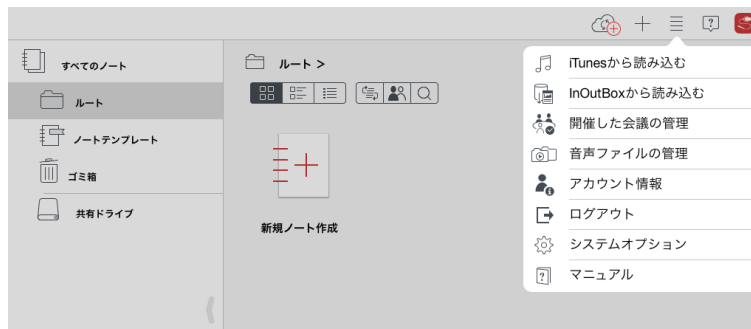 すべてのノート
ルート
ノートテンプレート
ゴミ箱
共有ドライブ
ルート >
新規ノート作成
iTunesから読み込む
InOutBoxから読み込む
開催した会議の管理
音声ファイルの管理
アカウント情報
ログアウト
システムオプション
マニュアル